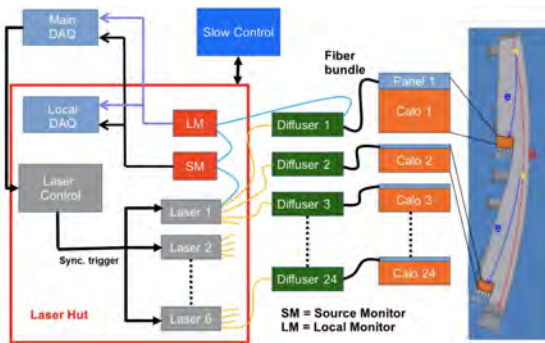 Main
DAQ
Slow Control
Fiber
bundle
Panel 1
Calo 1
Local
DAQ
LM
SM
Diffuser 1
Laser
Control
Laser 1
Diffuser 2
Calo 2
Sync. trigger
Laser 2
Diffuser 3
Calo 3
Laser Hut
Laser 6
Diffuser 24
Calo 24
SM = Source Monitor
LM = Local Monitor
e
e